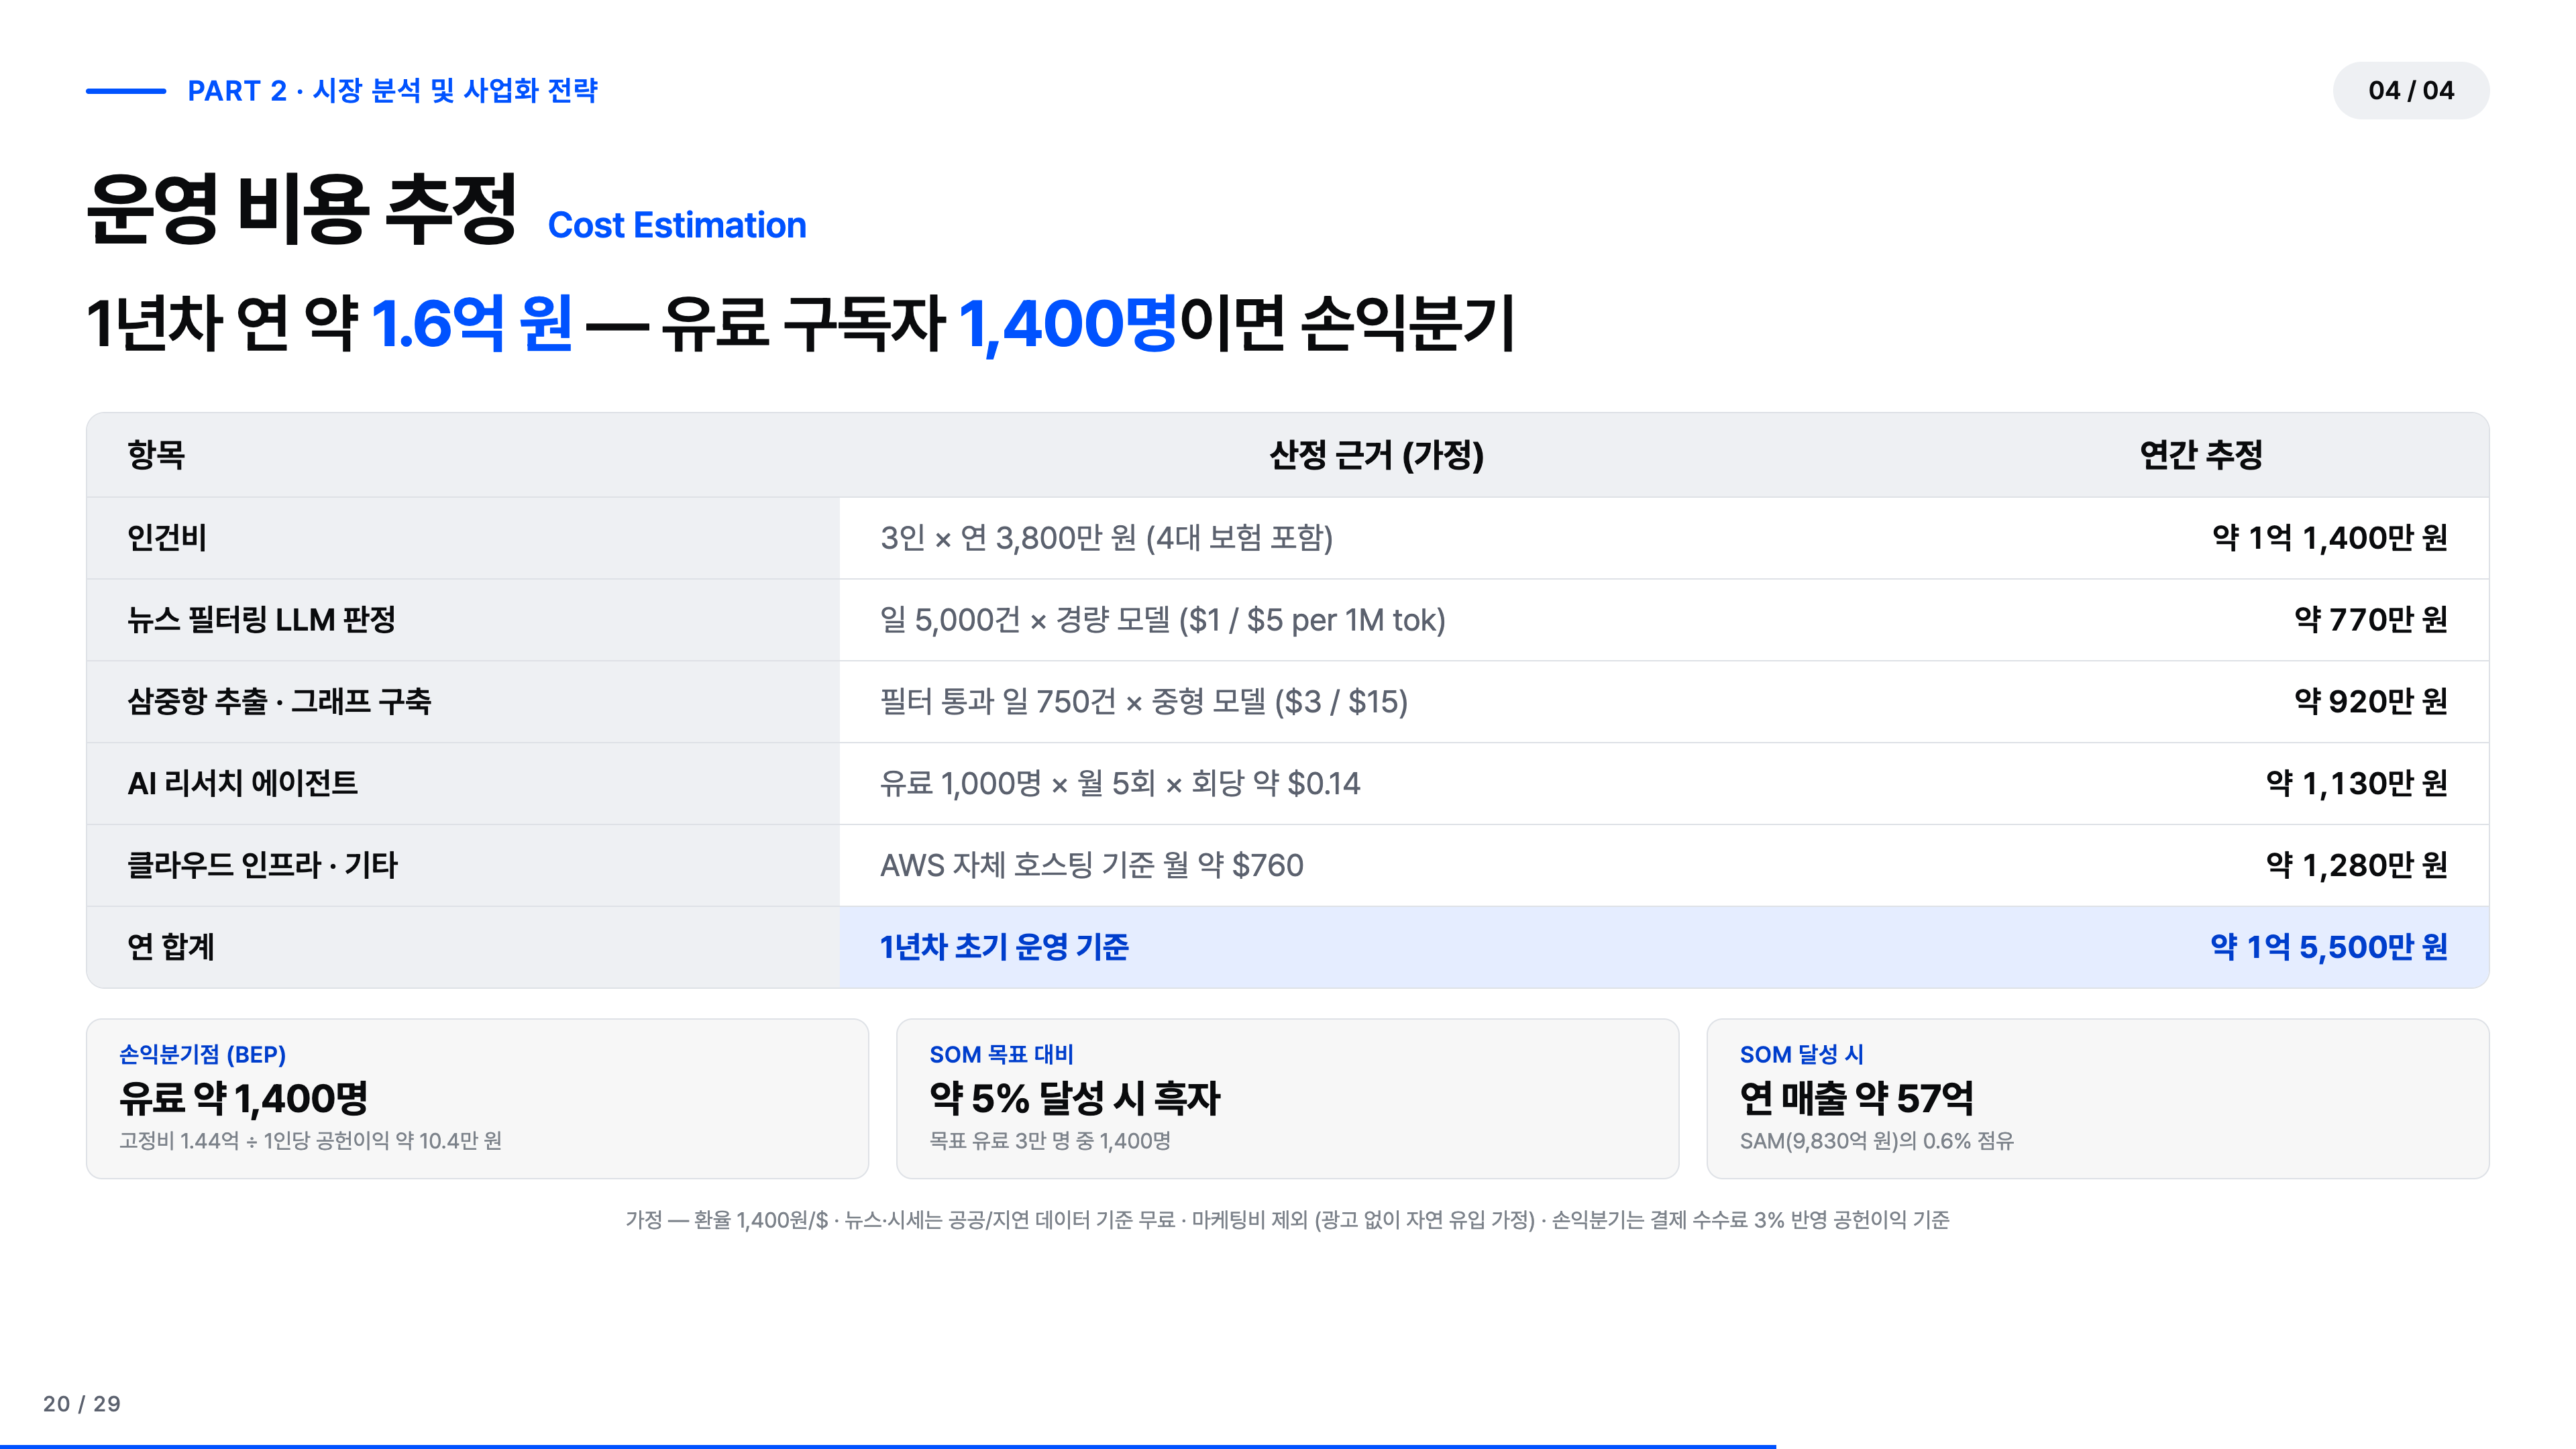 PART 2 · 시장 분석 및 사업화 전략
04 / 04
운영 비용 추정 Cost Estimation
1년차 연 약 1.6억 원 — 유료 구독자 1,400명이면 손익분기
항목 산정 근거 (가정) 연간 추정
인건비 3인 × 연 3,800만 원 (4대 보험 포함) 약 1억 1,400만 원
뉴스 필터링 LLM 판정 일 5,000건 × 경량 모델 ($1 / $5 per 1M tok) 약 770만 원
삼중항 추출 · 그래프 구축 필터 통과 일 750건 × 중형 모델 ($3 / $15) 약 920만 원
AI 리서치 에이전트 유료 1,000명 × 월 5회 × 회당 약 $0.14 약 1,130만 원
클라우드 인프라 · 기타 AWS 자체 호스팅 기준 월 약 $760 약 1,280만 원
연 합계 1년차 초기 운영 기준 약 1억 5,500만 원
손익분기점 (BEP)
유료 약 1,400명
고정비 1.44억 ÷ 1인당 공헌이익 약 10.4만 원
SOM 목표 대비
약 5% 달성 시 흑자
목표 유료 3만 명 중 1,400명
SOM 달성 시
연 매출 약 57억
SAM(9,830억 원)의 0.6% 점유
가정 — 환율 1,400원/$ · 뉴스·시세는 공공/지연 데이터 기준 무료 · 마케팅비 제외 (광고 없이 자연 유입 가정) · 손익분기는 결제 수수료 3% 반영 공헌이익 기준
20 / 29